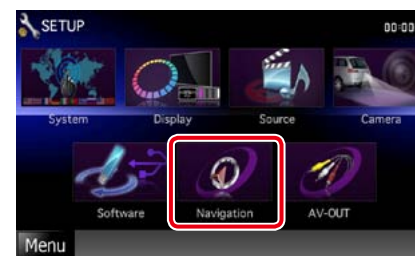 SETUP 00:00
System Display Source Camera
Software Navigation AV-OUT
Menu